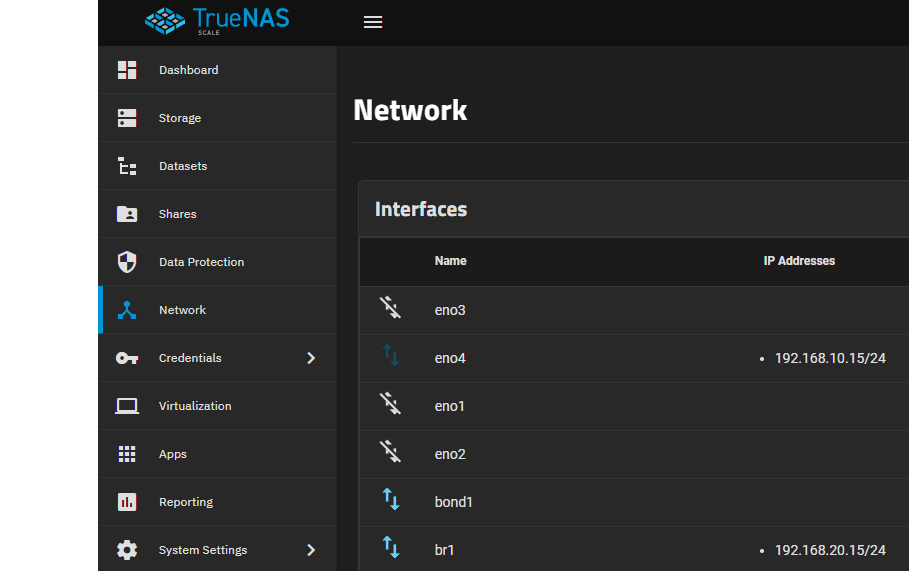 TrueNAS
SCALE
Dashboard
Storage
Datasets
Shares
Data Protection
Network
Credentials
Virtualization
Apps
Reporting
System Settings
Network
Interfaces
Name IP Addresses
eno3
eno4 • 192.168.10.15/24
eno1
eno2
bond1
br1 • 192.168.20.15/24